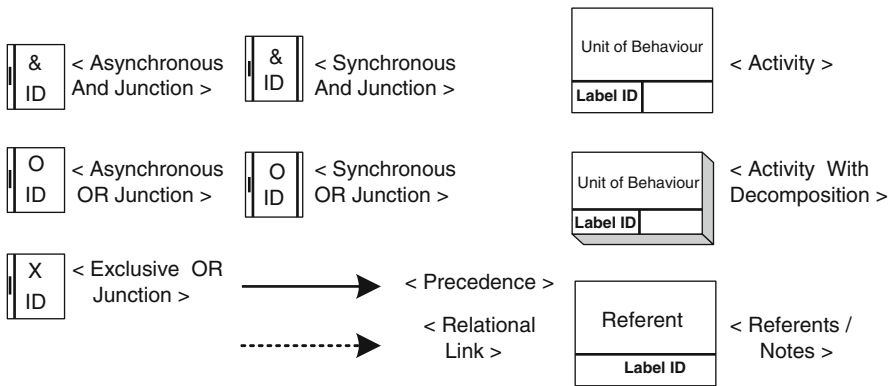 &
ID
< Asynchronous
And Junction >
&
ID
< Synchronous
And Junction >
Unit of Behaviour
Label ID
< Activity >
O
ID
< Asynchronous
OR Junction >
O
ID
< Synchronous
OR Junction >
Unit of Behaviour
Label ID
< Activity With
Decomposition >
X
ID
< Exclusive OR
Junction >
< Precedence >
< Relational
Link >
Referent
Label ID
< Referents /
Notes >